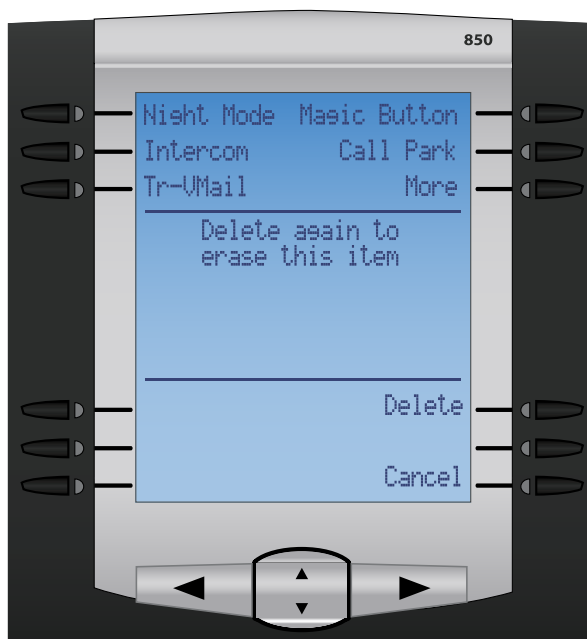 850
Night Mode Magic Button
Intercom Call Park
Tr-VMail More
Delete again to
erase this item
Delete
Cancel